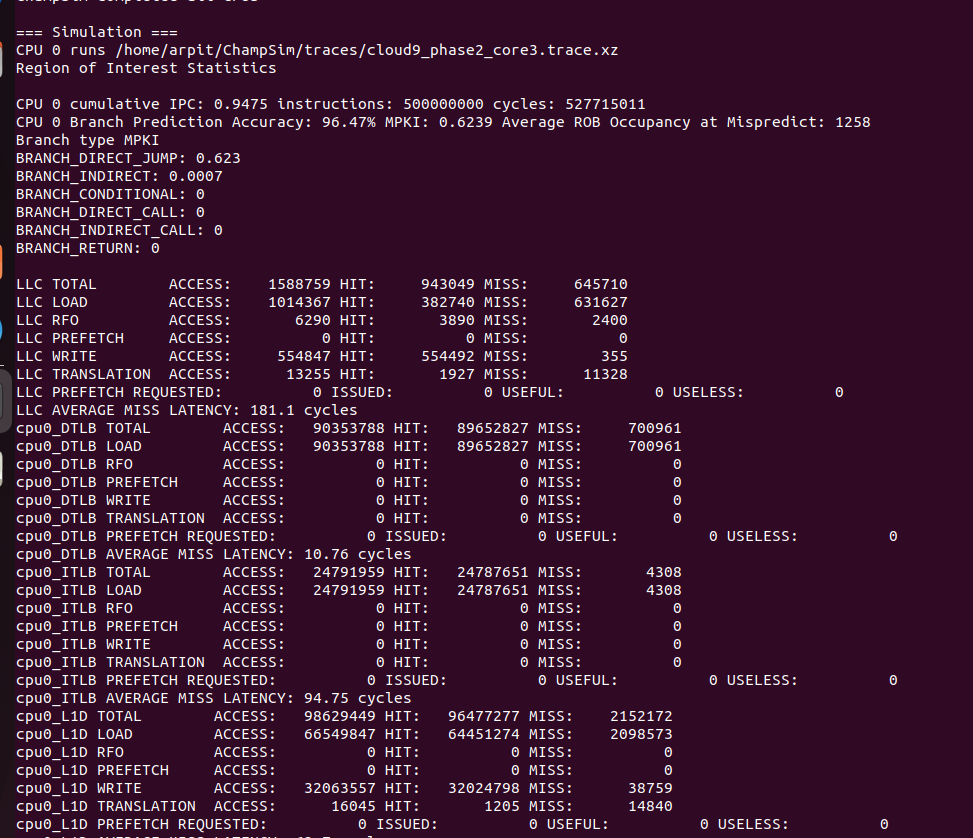 === Simulation ===
CPU 0 runs /home/arpit/ChampSim/traces/cloud9_phase2_core3.trace.xz
Region of Interest Statistics
CPU 0 cumulative IPC: 0.9475 instructions: 500000000 cycles: 527715011
CPU 0 Branch Prediction Accuracy: 96.47% MPKI: 0.6239 Average ROB Occupancy at Mispredict: 1258
Branch type MPKI
BRANCH_DIRECT_JUMP: 0.623
BRANCH_INDIRECT: 0.0007
BRANCH_CONDITIONAL: 0
BRANCH_DIRECT_CALL: 0
BRANCH_INDIRECT_CALL: 0
BRANCH_RETURN: 0
LLC TOTAL ACCESS: 1588759 HIT: 943049 MISS: 645710
LLC LOAD ACCESS: 1014367 HIT: 382740 MISS: 631627
LLC RFO ACCESS: 6290 HIT: 3890 MISS: 2400
LLC PREFETCH ACCESS: 0 HIT: 0 MISS: 0
LLC WRITE ACCESS: 554847 HIT: 554492 MISS: 355
LLC TRANSLATION ACCESS: 13255 HIT: 1927 MISS: 11328
LLC PREFETCH REQUESTED: 0 ISSUED: 0 USEFUL: 0 USELESS: 0
LLC AVERAGE MISS LATENCY: 181.1 cycles
cpu0_DTLB TOTAL ACCESS: 90353788 HIT: 89652827 MISS: 700961
cpu0_DTLB LOAD ACCESS: 90353788 HIT: 89652827 MISS: 700961
cpu0_DTLB RFO ACCESS: 0 HIT: 0 MISS: 0
cpu0_DTLB PREFETCH ACCESS: 0 HIT: 0 MISS: 0
cpu0_DTLB WRITE ACCESS: 0 HIT: 0 MISS: 0
cpu0_DTLB TRANSLATION ACCESS: 0 HIT: 0 MISS: 0
cpu0_DTLB PREFETCH REQUESTED: 0 ISSUED: 0 USEFUL: 0 USELESS: 0
cpu0_DTLB AVERAGE MISS LATENCY: 10.76 cycles
cpu0_ITLB TOTAL ACCESS: 24791959 HIT: 24787651 MISS: 4308
cpu0_ITLB LOAD ACCESS: 24791959 HIT: 24787651 MISS: 4308
cpu0_ITLB RFO ACCESS: 0 HIT: 0 MISS: 0
cpu0_ITLB PREFETCH ACCESS: 0 HIT: 0 MISS: 0
cpu0_ITLB WRITE ACCESS: 0 HIT: 0 MISS: 0
cpu0_ITLB TRANSLATION ACCESS: 0 HIT: 0 MISS: 0
cpu0_ITLB PREFETCH REQUESTED: 0 ISSUED: 0 USEFUL: 0 USELESS: 0
cpu0_ITLB AVERAGE MISS LATENCY: 94.75 cycles
cpu0_L1D TOTAL ACCESS: 98629449 HIT: 96477277 MISS: 2152172
cpu0_L1D LOAD ACCESS: 66549847 HIT: 64451274 MISS: 2098573
cpu0_L1D RFO ACCESS: 0 HIT: 0 MISS: 0
cpu0_L1D PREFETCH ACCESS: 0 HIT: 0 MISS: 0
cpu0_L1D WRITE ACCESS: 32063557 HIT: 32024798 MISS: 38759
cpu0_L1D TRANSLATION ACCESS: 16045 HIT: 1205 MISS: 14840
cpu0_L1D PREFETCH REQUESTED: 0 ISSUED: 0 USEFUL: 0 USELESS: 0